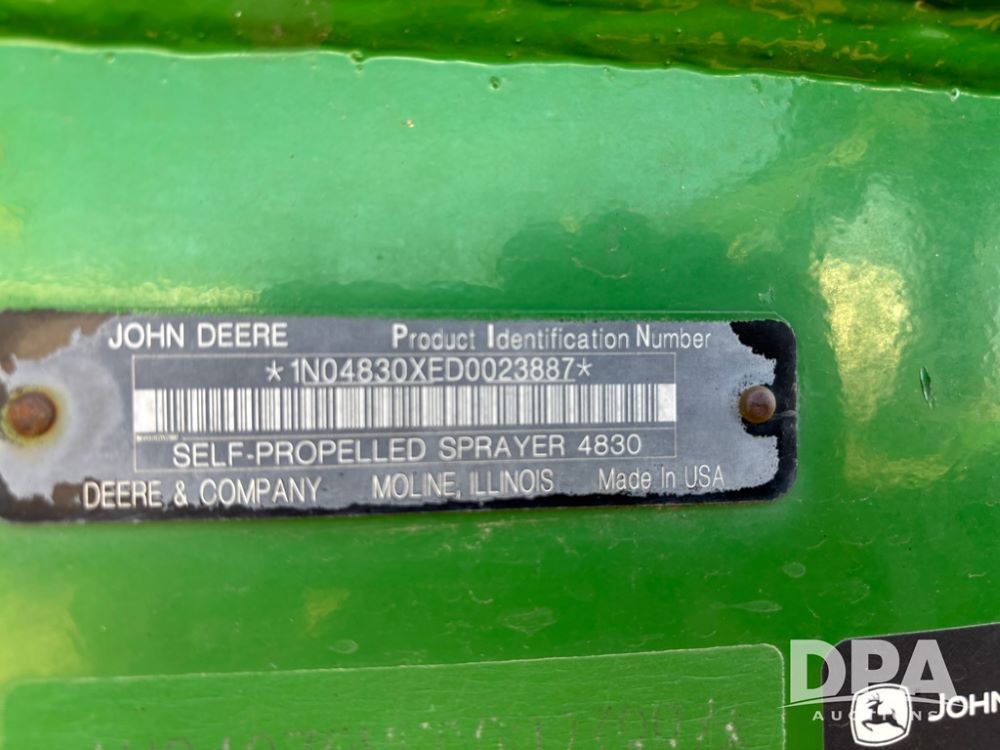 JOHN DEERE Product Identification Number
*1N04830XED0023887*
SELF-PROPELLED SPRAYER 4830
DEERE & COMPANY MOLINE, ILLINOIS Made In USA
DPA
AUCTIONS
JOHN